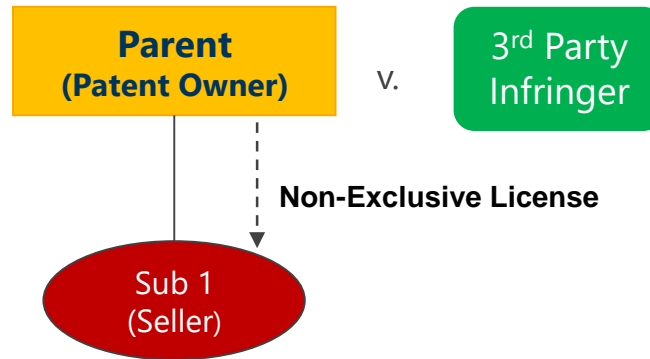 Parent
(Patent Owner)
v.
3rd Party
Infringer
Non-Exclusive License
Sub 1
(Seller)